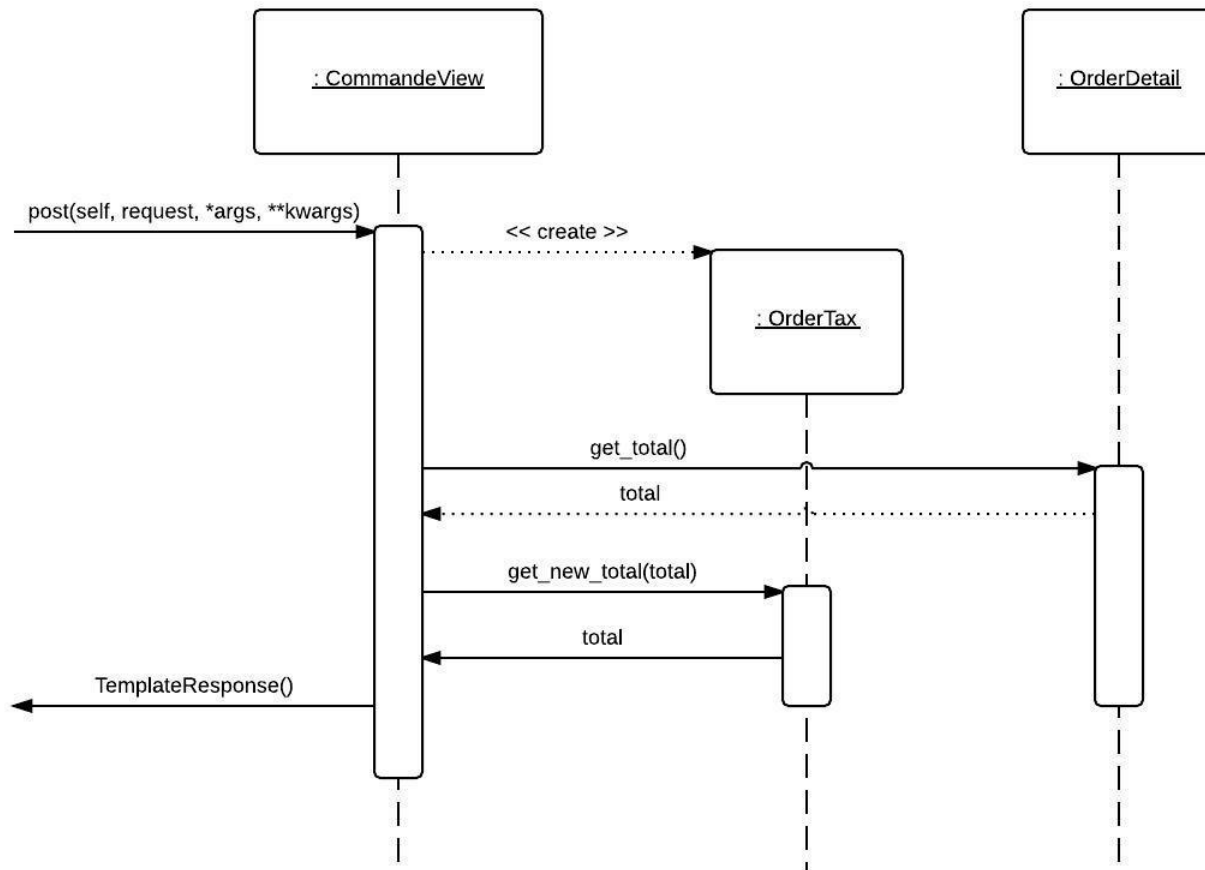 : CommandeView
: OrderDetail
post(self, request, *args, **kwargs)
<< create >>
: OrderTax
get_total()
total
get_new_total(total)
total
TemplateResponse()